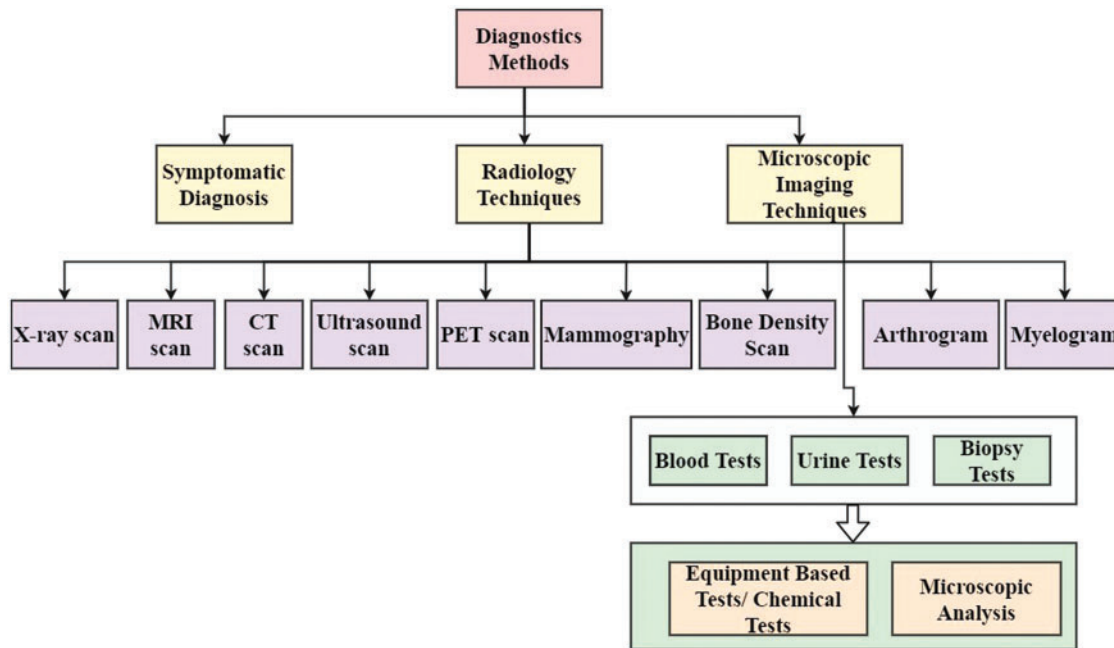 Diagnostics
Methods
Symptomatic
Diagnosis
Radiology
Techniques
Microscopic
Imaging
Techniques
X-ray scan
MRI
scan
CT
scan
Ultrasound
scan
PET scan
Mammography
Bone Density
Scan
Arthrogram
Myelogram
Blood Tests
Urine Tests
Biopsy
Tests
Equipment Based
Tests/ Chemical
Tests
Microscopic
Analysis